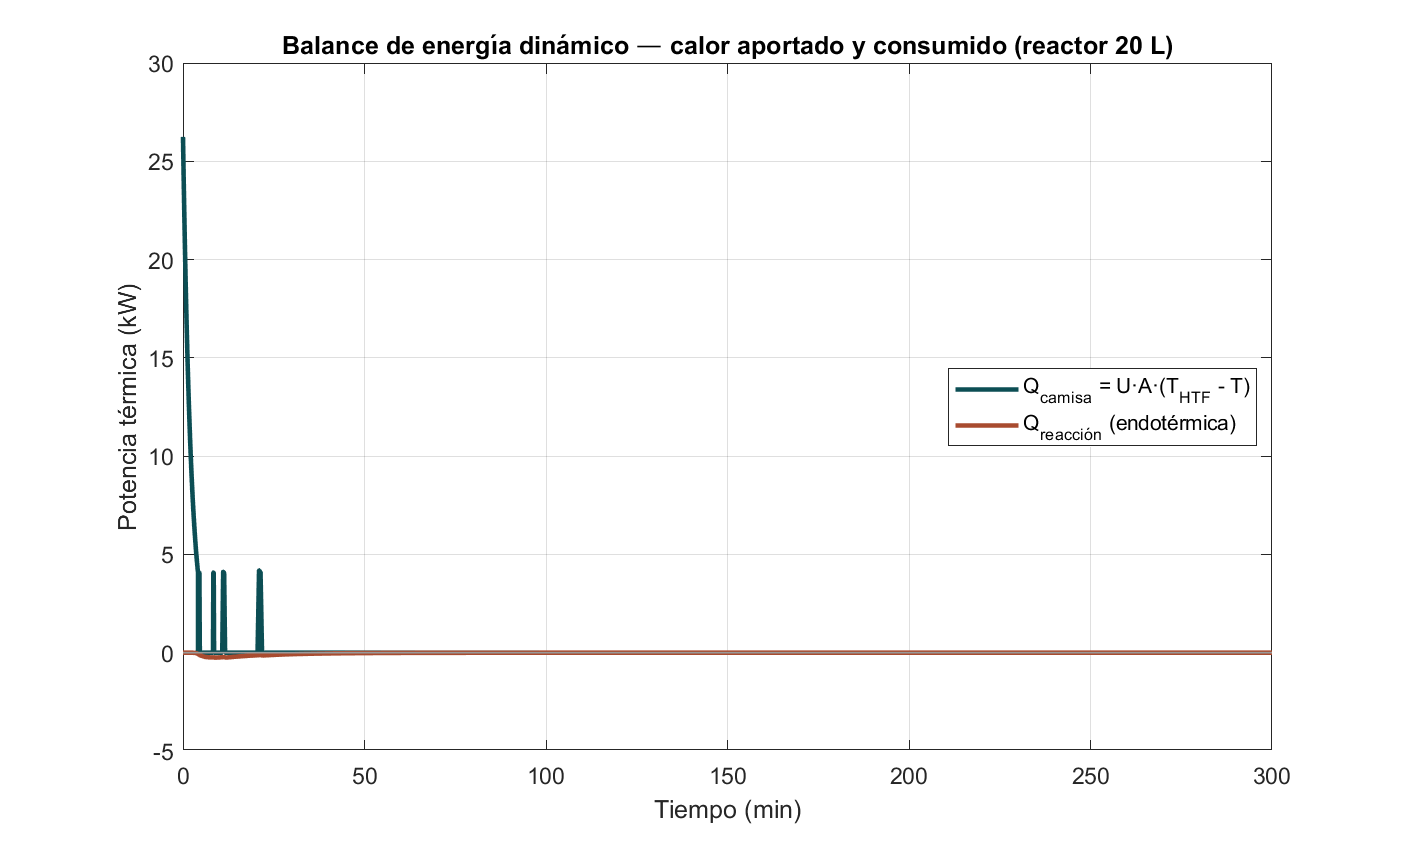 Balance de energía dinámico — calor aportado y consumido (reactor 20 L)
30
25
20
15
10
5
0
-5
Potencia térmica (kW)
Q_camisa = U·A·(T_HTF - T)
Q_reacción (endotérmica)
0 50 100 150 200 250 300
Tiempo (min)